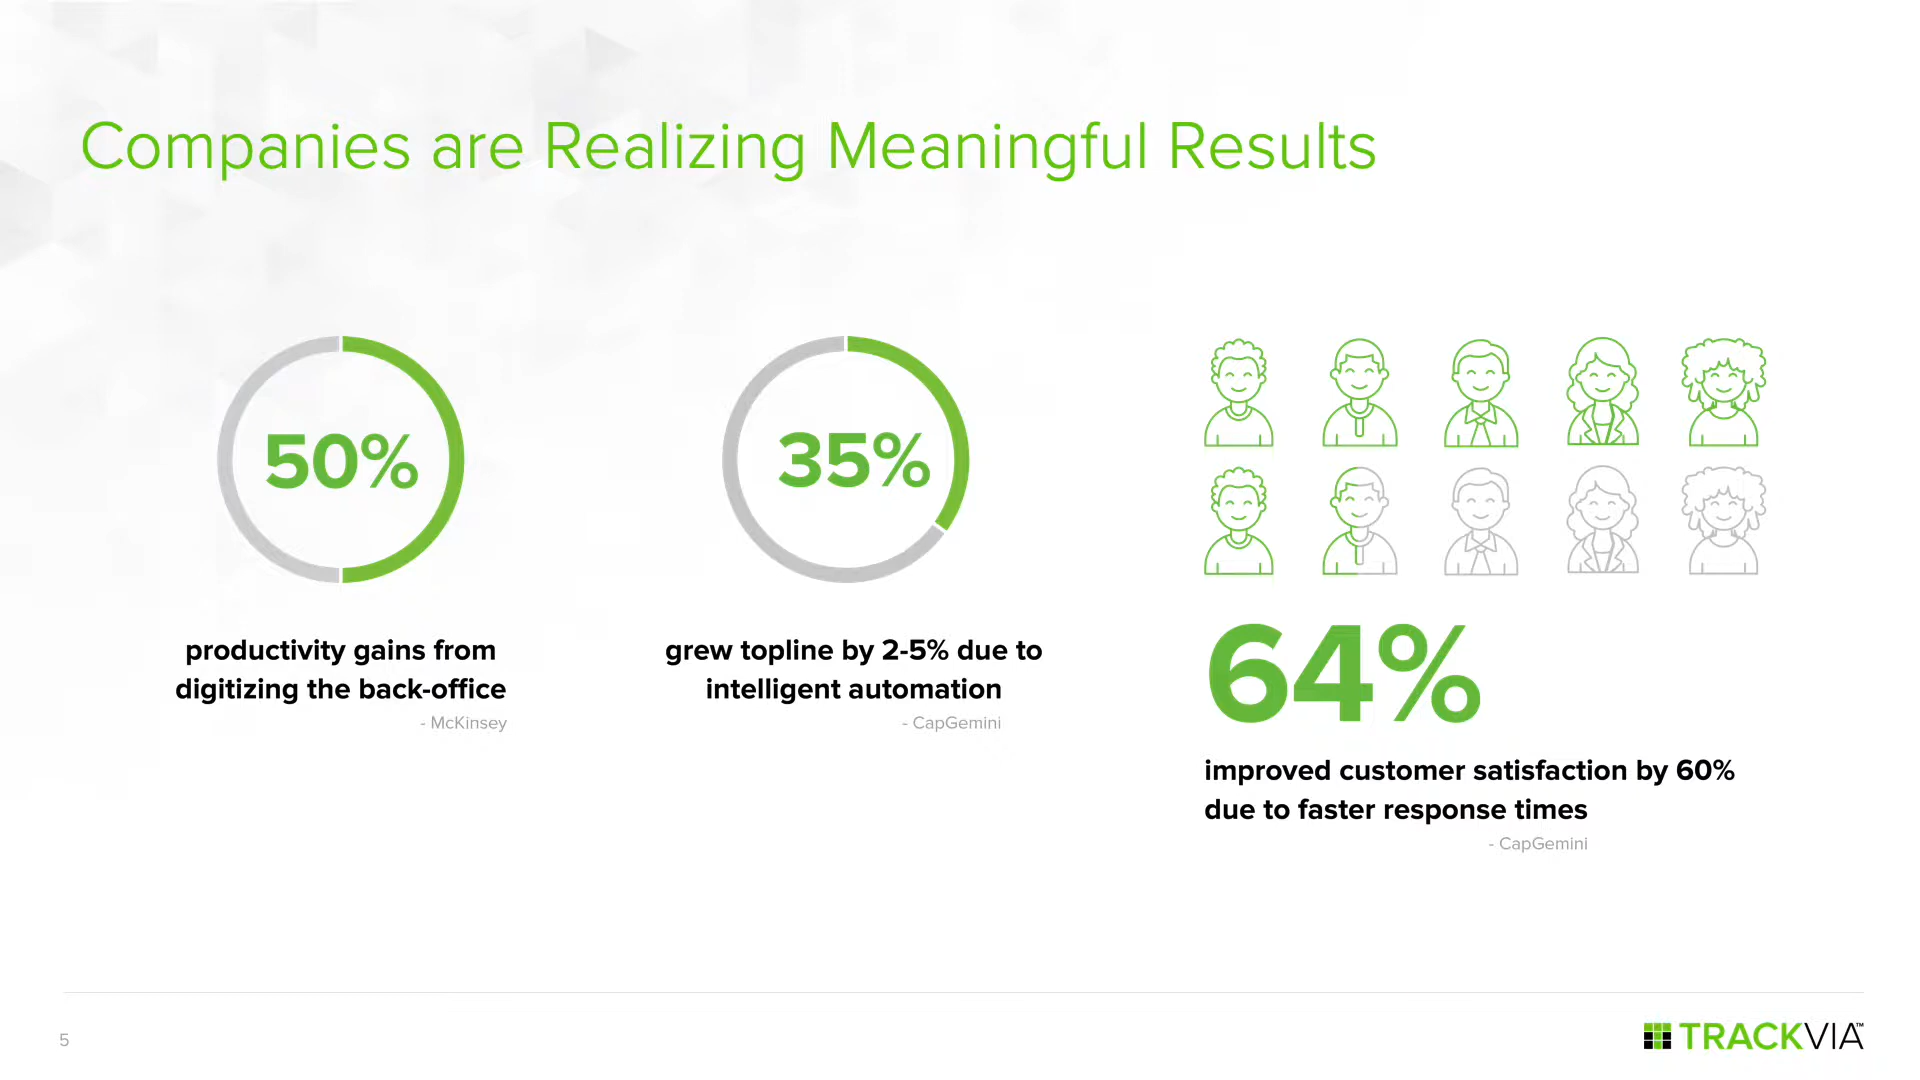 Companies are Realizing Meaningful Results
50%
productivity gains from
digitizing the back-office
- McKinsey
35%
grew topline by 2-5% due to
intelligent automation
- CapGemini
64%
improved customer satisfaction by 60%
due to faster response times
- CapGemini
5
TRACKVIA™